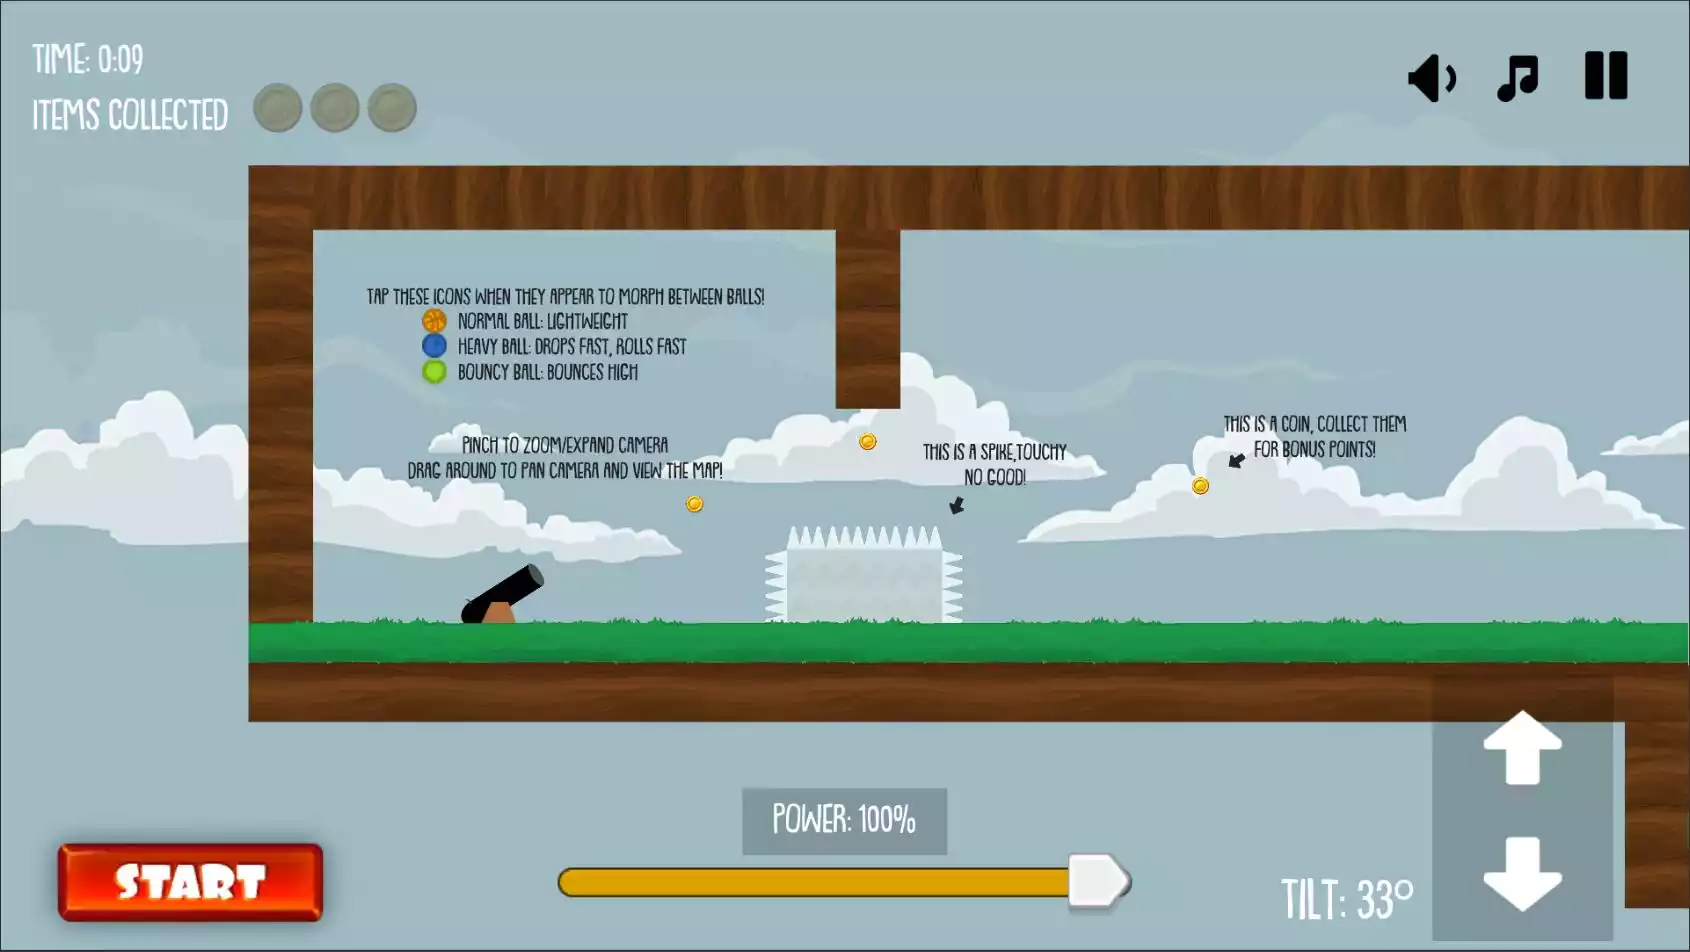 TIME: 0:09
ITEMS COLLECTED
TAP THESE ICONS WHEN THEY APPEAR TO MORPH BETWEEN BALLS!
NORMAL BALL: LIGHTWEIGHT
HEAVY BALL: DROPS FAST, ROLLS FAST
BOUNCY BALL: BOUNCES HIGH
PINCH TO ZOOM/EXPAND CAMERA
DRAG AROUND TO PAN CAMERA AND VIEW THE MAP!
THIS IS A SPIKE,TOUCHY
NO GOOD!
THIS IS A COIN, COLLECT THEM
FOR BONUS POINTS!
POWER: 100%
START
TILT: 33°